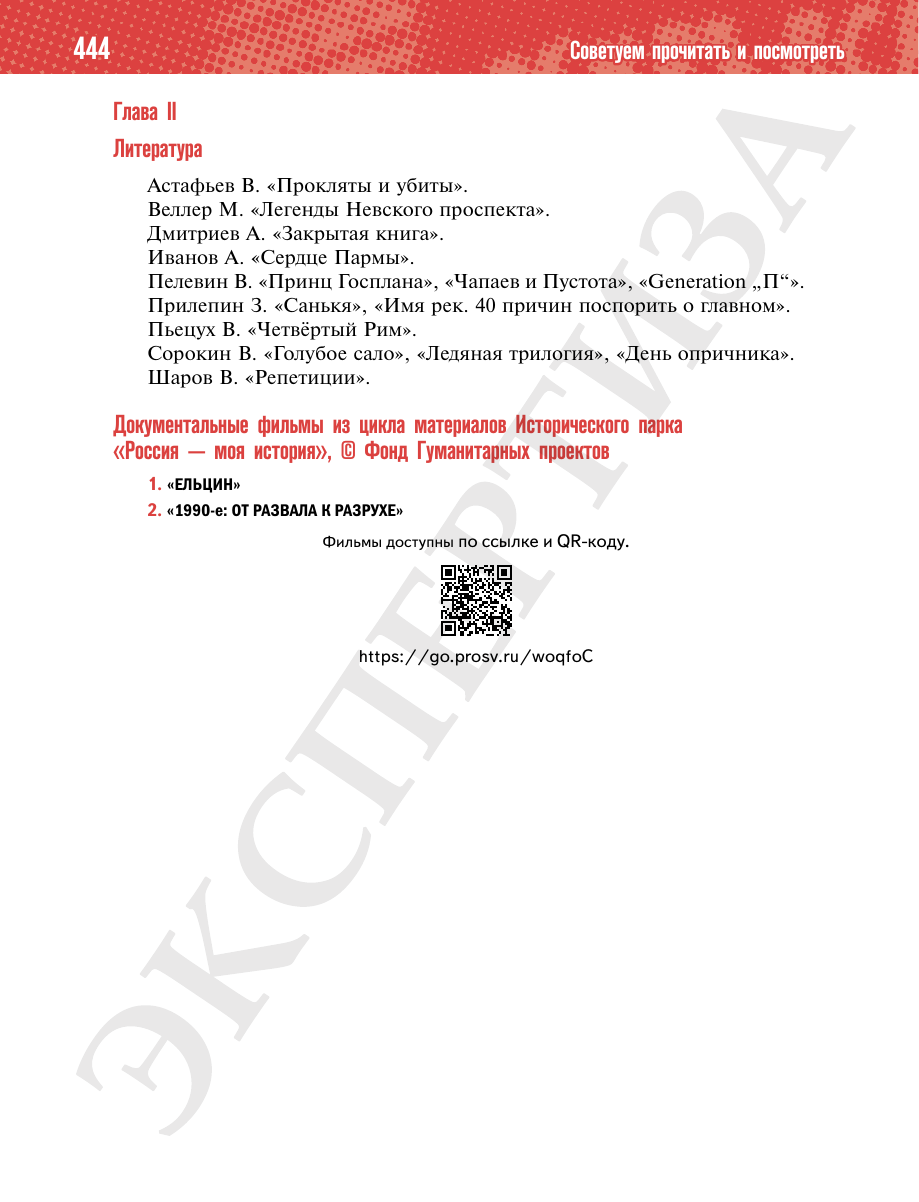 444
Советуем прочитать и посмотреть
Глава II
Литература
Астафьев В. «Прокляты и убиты».
Веллер М. «Легенды Невского проспекта».
Дмитриев А. «Закрытая книга».
Иванов А. «Сердце Пармы».
Пелевин В. «Принц Госплана», «Чапаев и Пустота», «Generation „П“».
Прилепин З. «Санькя», «Имя рек. 40 причин поспорить о главном».
Пьецух В. «Четвёртый Рим».
Сорокин В. «Голубое сало», «Ледяная трилогия», «День опричника».
Шаров В. «Репетиции».
Документальные фильмы из цикла материалов Исторического парка
«Россия — моя история», © Фонд Гуманитарных проектов
1. «ЕЛЬЦИН»
2. «1990-е: ОТ РАЗВАЛА К РАЗРУХЕ»
Фильмы доступны по ссылке и QR-коду.
https://go.prosv.ru/woqfoC
ЭКСПЕРТИЗА